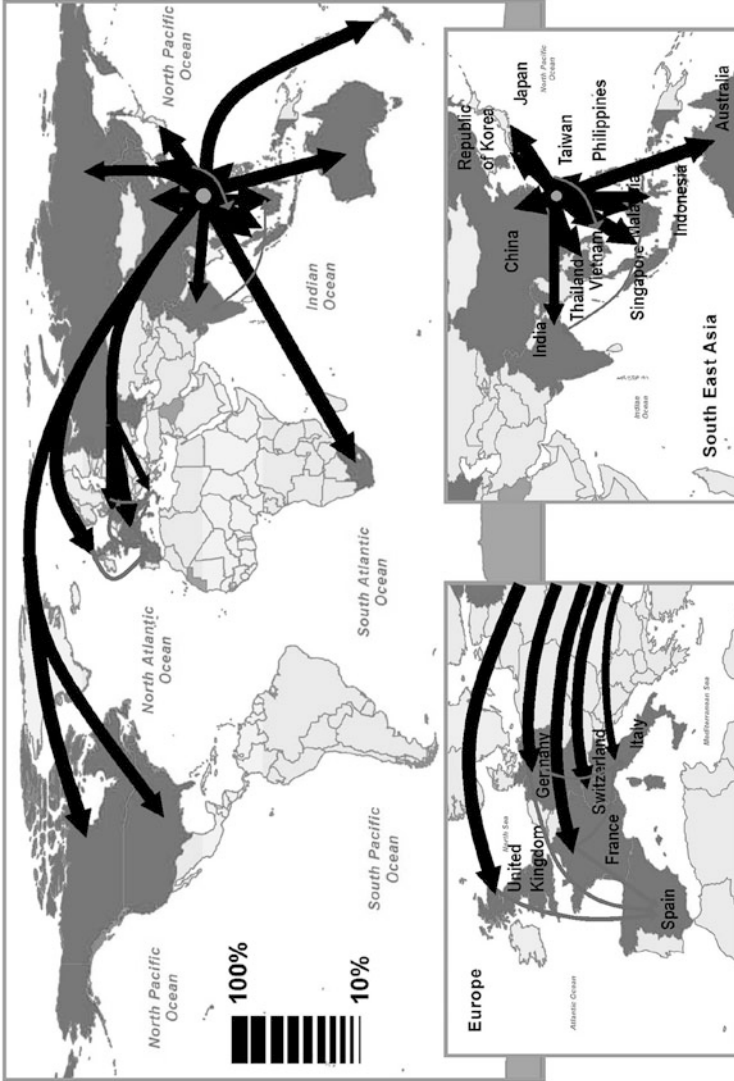 North Pacific
Ocean
North Atlantic
Ocean
South Pacific
Ocean
South Atlantic
Ocean
Indian
Ocean
North Pacific
Ocean
100%
10%
Europe
Atlantic Ocean
North Sea
United
Kingdom
Germany
Switzerland
France
Italy
Spain
Mediterranean Sea
South East Asia
Republic
of Korea
Japan
North Pacific
Ocean
China
Taiwan
Philippines
India
Thailand
Vietnam
Singapore
Malaysia
Indonesia
Australia
Indian
Ocean